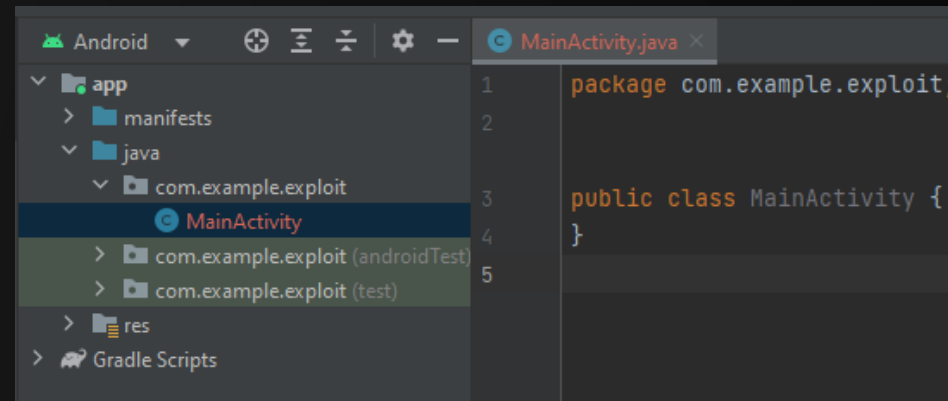 Android
app
manifests
java
com.example.exploit
MainActivity
com.example.exploit (androidTest)
com.example.exploit (test)
res
Gradle Scripts
MainActivity.java
1 package com.example.exploit;
2
3 public class MainActivity {
4 }
5